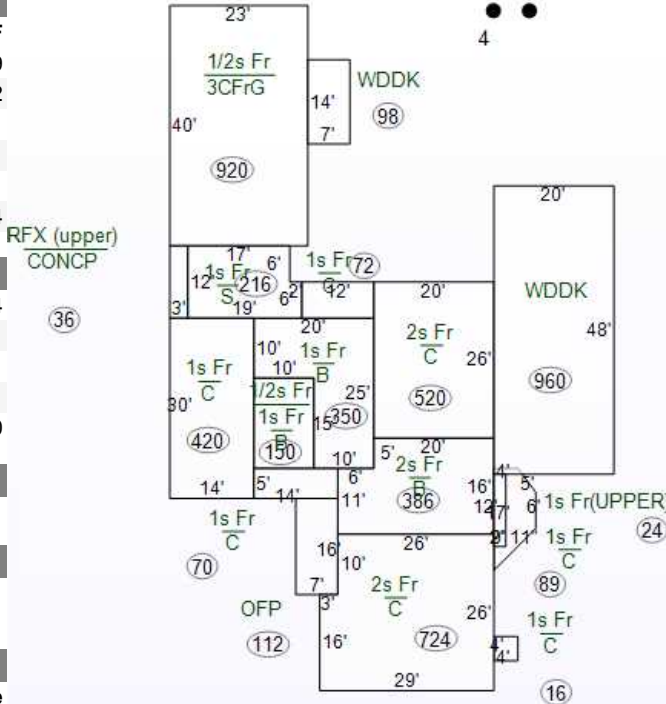 23'
4
1/2s Fr
3CFrG
WDDK
14'
98
40'
7'
920
20'
RFX (upper)
CONCP
17'
6'
1s Fr
72
1s Fr
S
216
12'
C
12'
6'
2'
20'
WDDK
36
3'
19'
20'
48'
10'
1s Fr
B
2s Fr
C
26'
1s Fr
C
10'
1/2s Fr
1s Fr
B
25'
960
30'
350
520
420
15'
150
5'
20'
10'
2s Fr
B
4'
14'
5'
14'
6'
11'
386
16'
12'
7'
5'
6'
1s Fr(UPPER)
24
1s Fr
C
26'
11'
1s Fr
C
70
16'
10'
89
7'
3'
2s Fr
C
26'
OFP
112
16'
724
1s Fr
C
4'
4'
29'
16